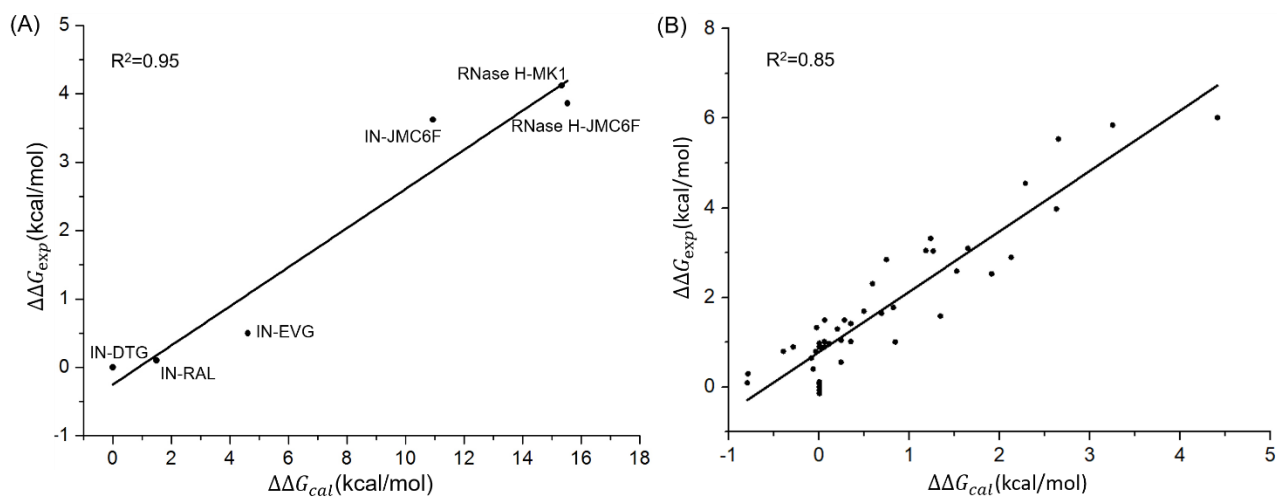 (A)
R²=0.95
ΔΔG_exp(kcal/mol)
5
4
3
2
1
0
-1
RNase H-MK1
RNase H-JMC6F
IN-JMC6F
IN-EVG
IN-DTG
IN-RAL
0 2 4 6 8 10 12 14 16 18
ΔΔG_cal(kcal/mol)
(B)
R²=0.85
ΔΔG_exp(kcal/mol)
8
6
4
2
0
-1 0 1 2 3 4 5
ΔΔG_cal(kcal/mol)